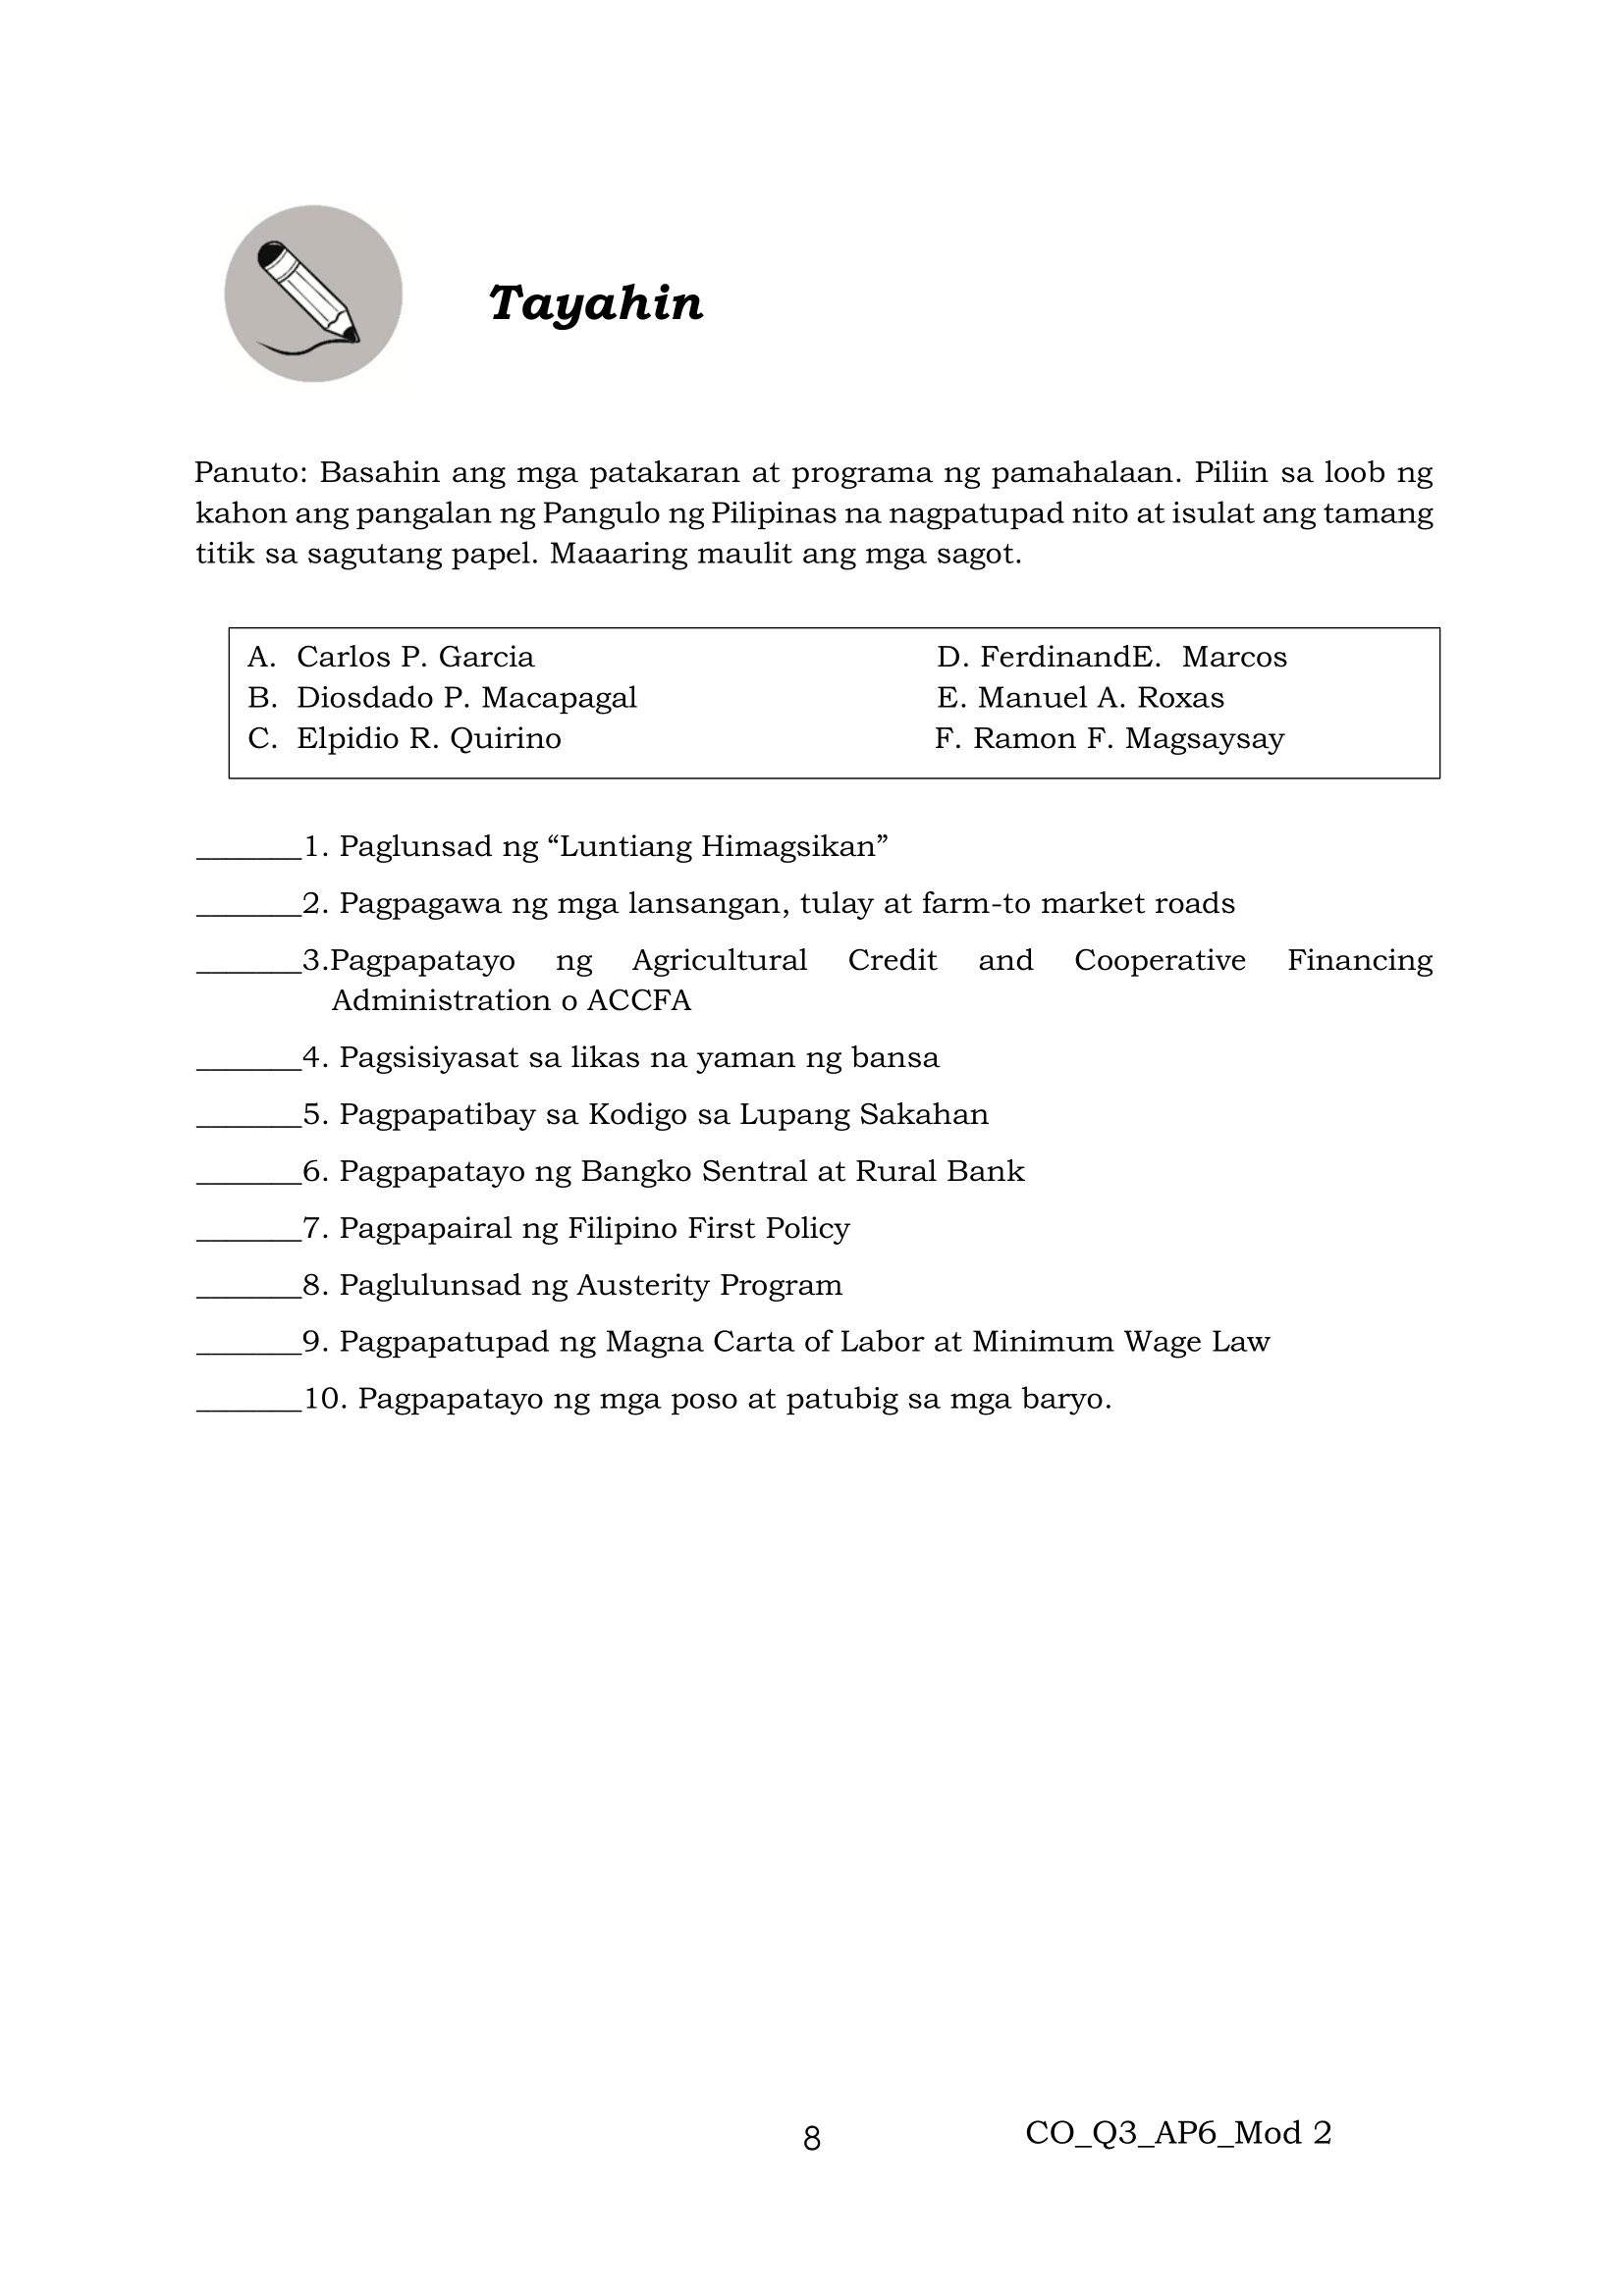 Tayahin
Panuto: Basahin ang mga patakaran at programa ng pamahalaan. Piliin sa loob ng
kahon ang pangalan ng Pangulo ng Pilipinas na nagpatupad nito at isulat ang tamang
titik sa sagutang papel. Maaaring maulit ang mga sagot.
A. Carlos P. Garcia
B. Diosdado P. Macapagal
C. Elpidio R. Quirino
D. FerdinandE. Marcos
E. Manuel A. Roxas
F. Ramon F. Magsaysay
_______1. Paglunsad ng “Luntiang Himagsikan”
_______2. Pagpagawa ng mga lansangan, tulay at farm-to market roads
_______3.Pagpapatayo ng Agricultural Credit and Cooperative Financing
Administration o ACCFA
_______4. Pagsisiyasat sa likas na yaman ng bansa
_______5. Pagpapatibay sa Kodigo sa Lupang Sakahan
_______6. Pagpapatayo ng Bangko Sentral at Rural Bank
_______7. Pagpapairal ng Filipino First Policy
_______8. Paglulunsad ng Austerity Program
_______9. Pagpapatupad ng Magna Carta of Labor at Minimum Wage Law
_______10. Pagpapatayo ng mga poso at patubig sa mga baryo.
8
CO_Q3_AP6_Mod 2